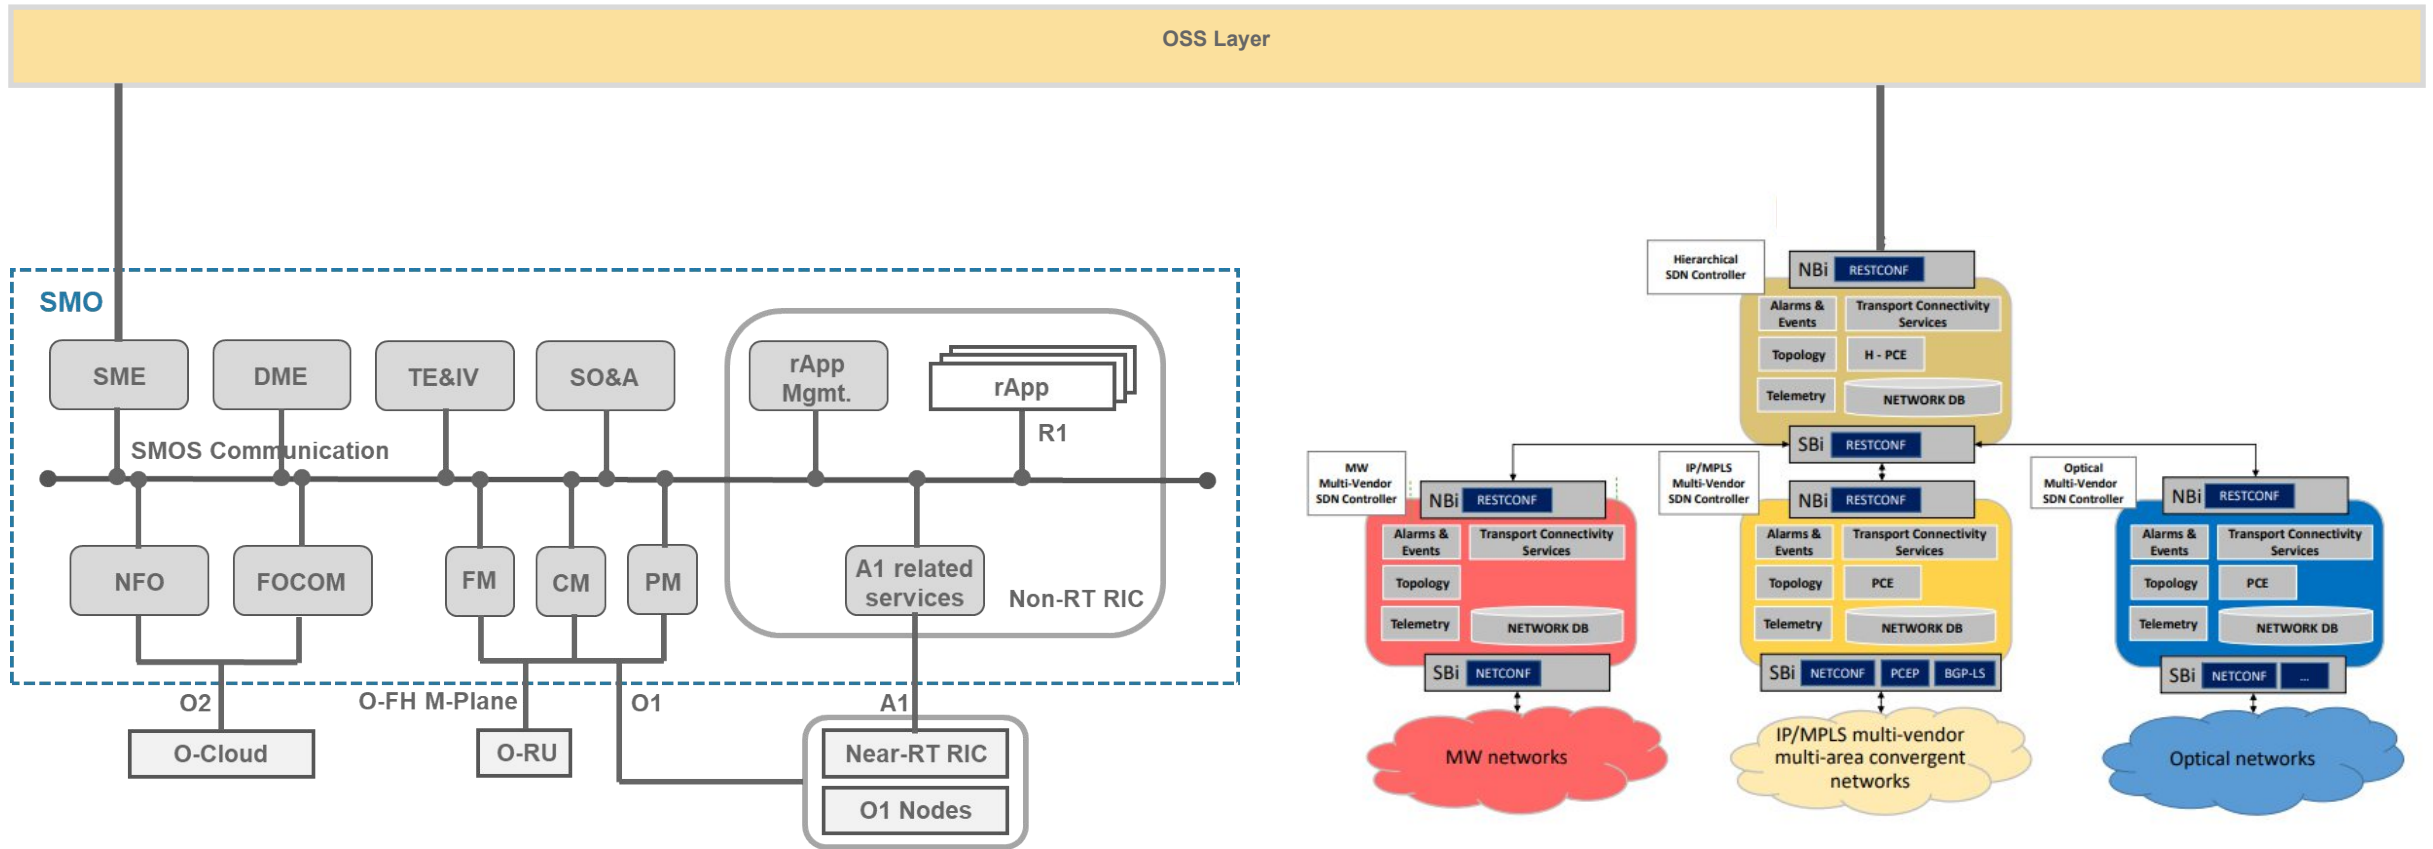 OSS Layer
SMO
SME
DME
TE&IV
SO&A
rApp
Mgmt.
rApp
R1
SMOS Communication
NFO
FOCOM
FM
CM
PM
A1 related
services
Non-RT RIC
O2
O-FH M-Plane
O1
A1
O-Cloud
O-RU
Near-RT RIC
O1 Nodes
Hierarchical
SDN Controller
NBi RESTCONF
Alarms &
Events
Transport Connectivity
Services
Topology
H - PCE
Telemetry
NETWORK DB
SBi RESTCONF
MW
Multi-Vendor
SDN Controller
NBi RESTCONF
Alarms &
Events
Transport Connectivity
Services
Topology
Telemetry
NETWORK DB
SBi NETCONF
MW networks
IP/MPLS
Multi-Vendor
SDN Controller
NBi RESTCONF
Alarms &
Events
Transport Connectivity
Services
Topology
PCE
Telemetry
NETWORK DB
SBi NETCONF PCEP BGP-LS
IP/MPLS multi-vendor
multi-area convergent
networks
Optical
Multi-Vendor
SDN Controller
NBi RESTCONF
Alarms &
Events
Transport Connectivity
Services
Topology
PCE
Telemetry
NETWORK DB
SBi NETCONF ...
Optical networks